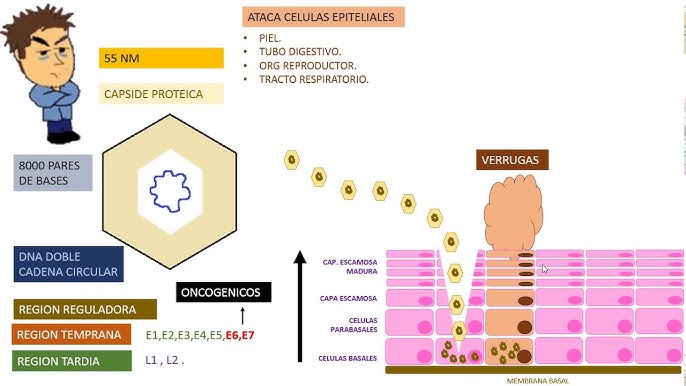 ATACA CELULAS EPITELIALES
• PIEL.
• TUBO DIGESTIVO.
• ORG REPRODUCTOR.
• TRACTO RESPIRATORIO.
55 NM
CAPSIDE PROTEICA
8000 PARES
DE BASES
DNA DOBLE
CADENA CIRCULAR
ONCOGENICOS
REGION REGULADORA
REGION TEMPRANA
E1,E2,E3,E4,E5,E6,E7
REGION TARDIA
L1 , L2 .
VERRUGAS
CAP. ESCAMOSA
MADURA
CAPA ESCAMOSA
CELULAS
PARABASALES
CELULAS BASALES
MEMBRANA BASAL